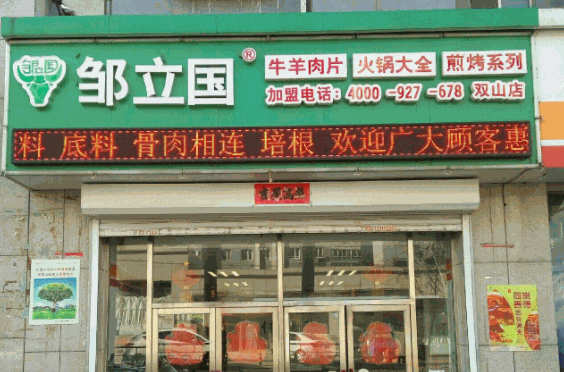 邹立国®
牛羊肉片 火锅大全 煎烤系列
加盟电话：4000-927-678 双山店
料 底料 骨肉相连 培根 欢迎广大顾客惠